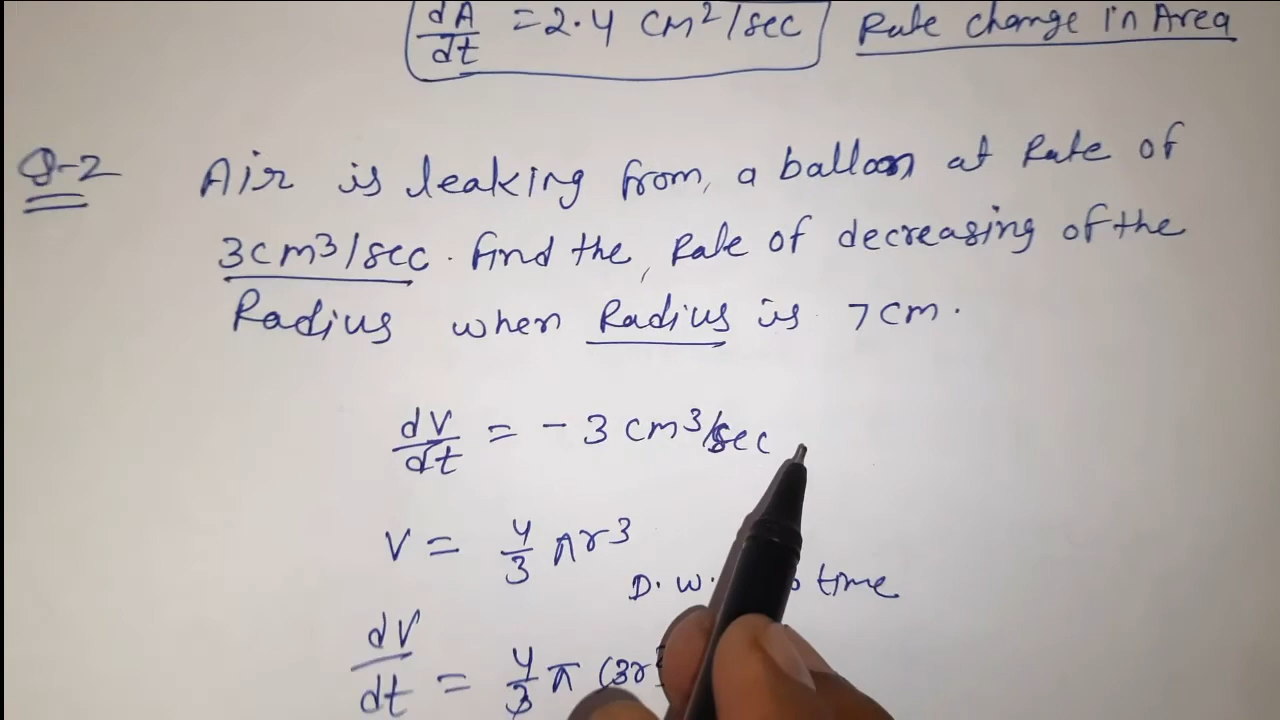 dA/dt = 2.4 cm²/sec Rate change in Area
Q-2 Air is leaking from a balloon at Rate of
3cm³/sec. find the Rate of decreasing of the
Radius when Radius is 7cm.
dV/dt = -3 cm³/sec
V = 4/3 πr³
D. W. time
dV/dt = 4/3 π (3r